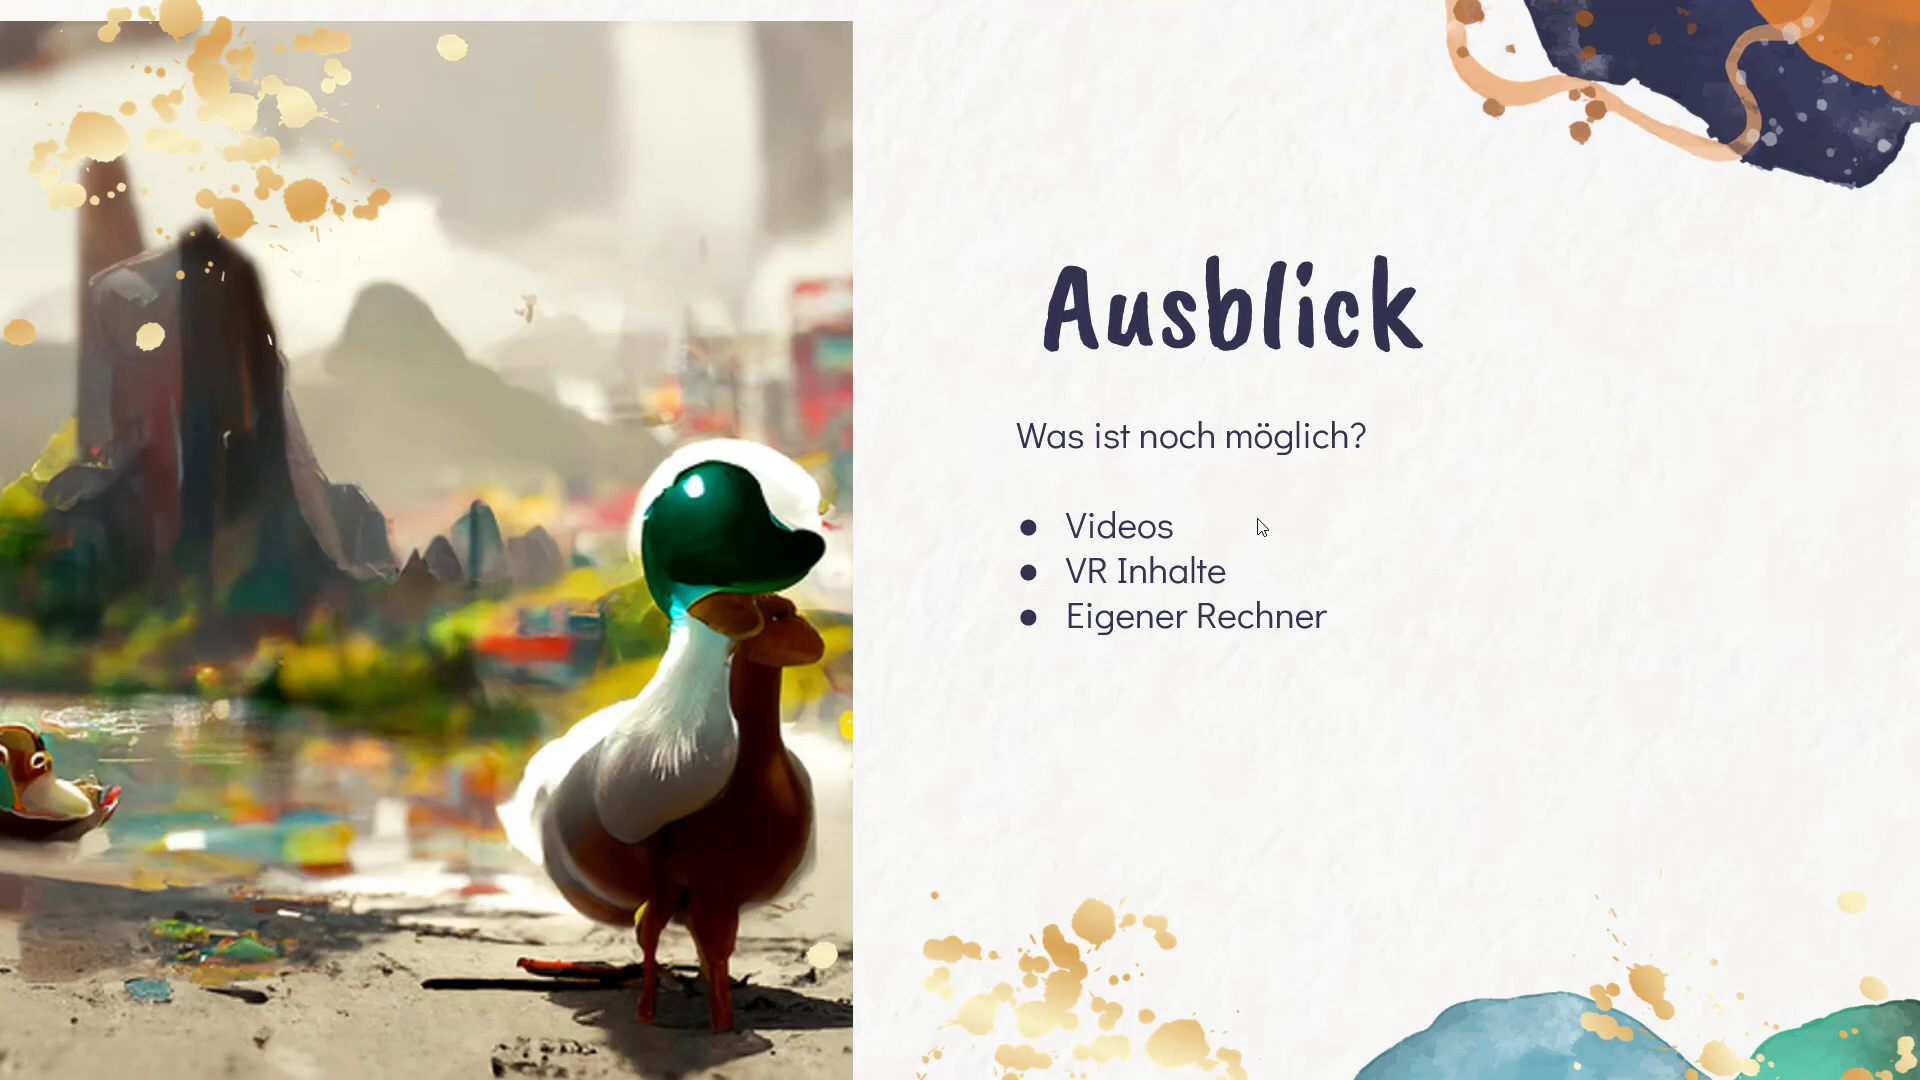 Ausblick
Was ist noch möglich?
● Videos
● VR Inhalte
● Eigener Rechner